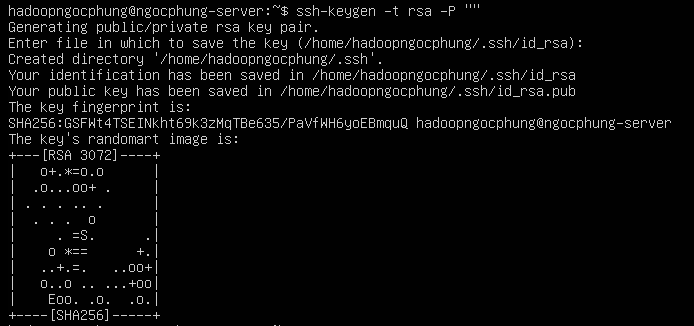 hadoopngocphung@ngocphung-server:~$ ssh-keygen -t rsa -P ""
Generating public/private rsa key pair.
Enter file in which to save the key (/home/hadoopngocphung/.ssh/id_rsa):
Created directory '/home/hadoopngocphung/.ssh'.
Your identification has been saved in /home/hadoopngocphung/.ssh/id_rsa
Your public key has been saved in /home/hadoopngocphung/.ssh/id_rsa.pub
The key fingerprint is:
SHA256:GSFWt4TSEINkht69k3zMqTBe635/PaVfWH6yoEBmquQ hadoopngocphung@ngocphung-server
The key's randomart image is:
+---[RSA 3072]----+
|   o+.*=o.o      |
|  .o...oo+ .     |
| . . . .. .      |
|  . . .  o       |
|     . =S.      .|
|    o *==      +.|
|   ..+.=.   ..oo+|
|   o..o .. ...+oo|
|    Eoo. .o.  .o.|
+----[SHA256]-----+